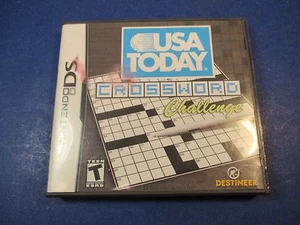 NINTENDO DS
USA
TODAY
CROSSWORD
Challenge
T
TEEN
ESRB
DESTINEER